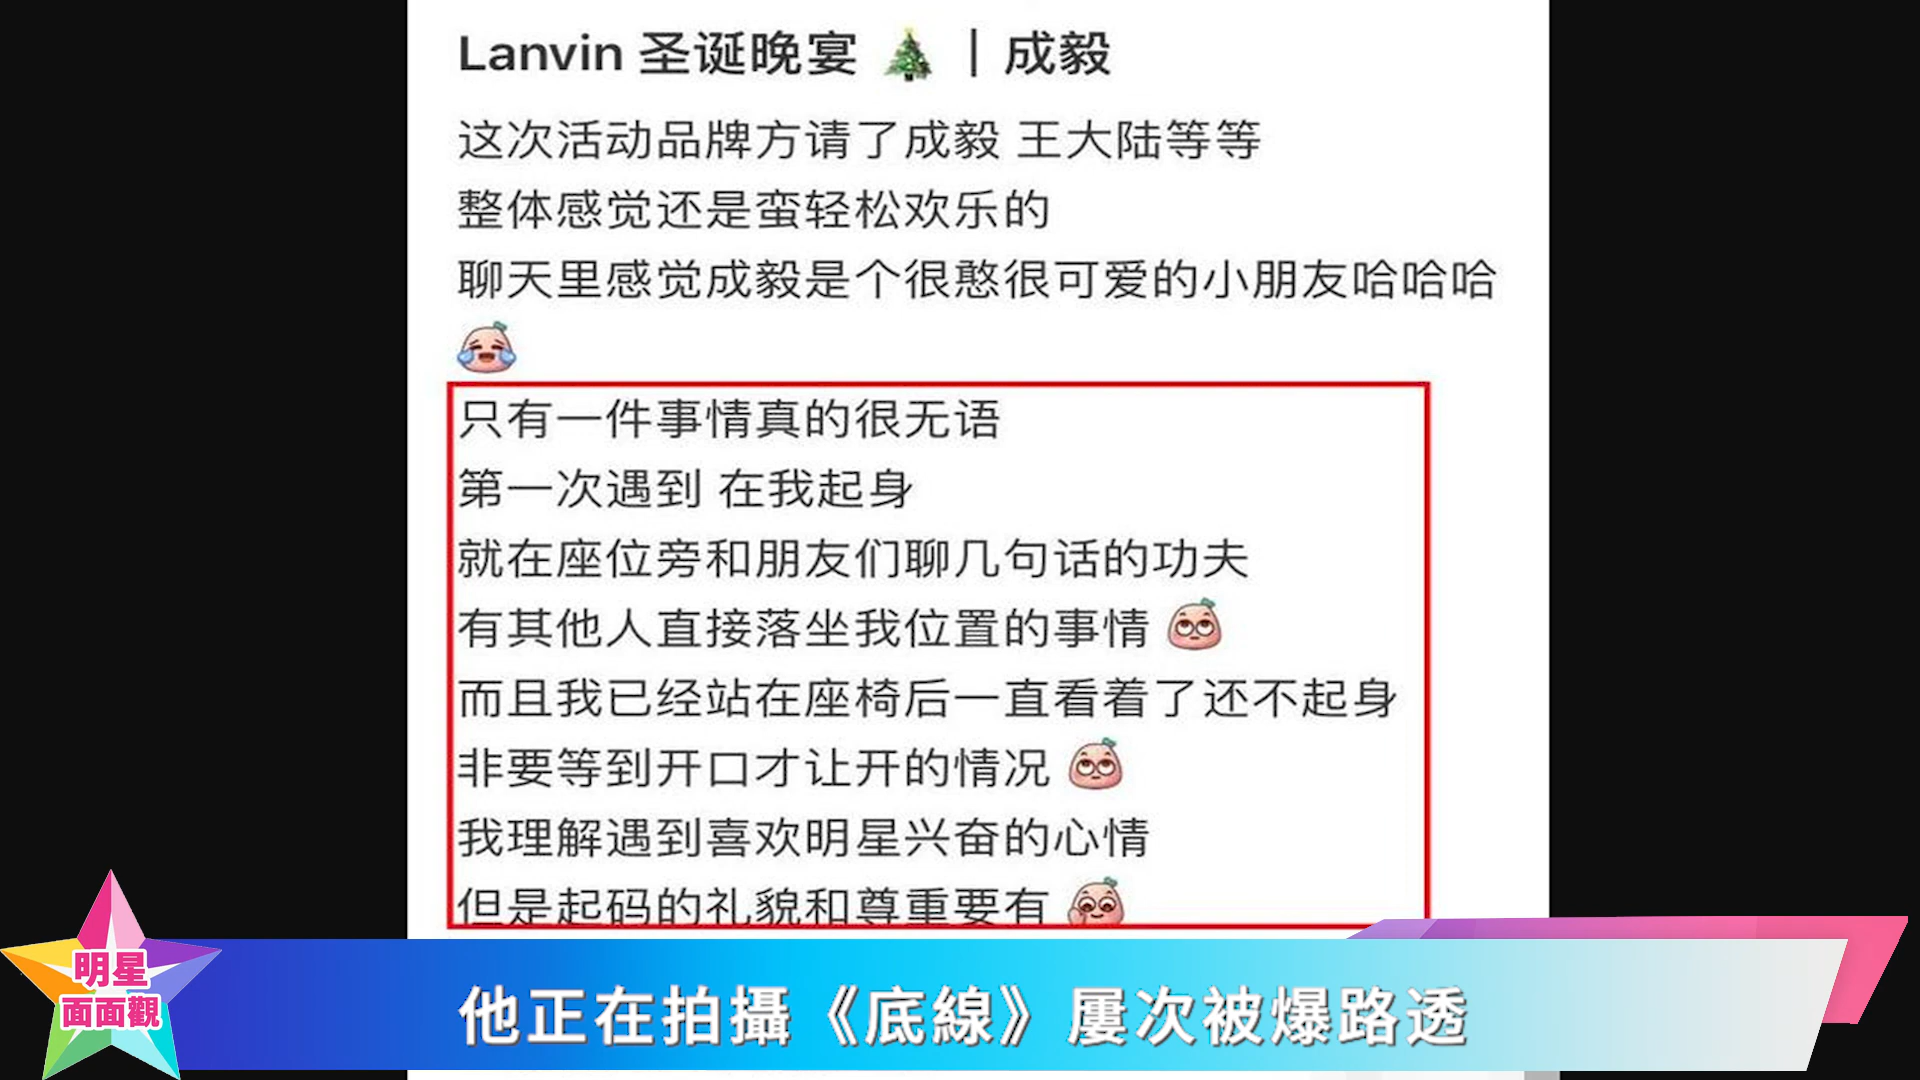 Lanvin 圣诞晚宴 🎄 | 成毅
这次活动品牌方请了成毅 王大陆等等
整体感觉还是蛮轻松欢乐的
聊天里感觉成毅是个很憨很可爱的小朋友哈哈哈
只有一件事情真的很无语
第一次遇到 在我起身
就在座位旁和朋友们聊几句话的功夫
有其他人直接落坐我位置的事情
而且我已经站在座椅后一直看着了还不起身
非要等到开口才让开的情况
我理解遇到喜欢明星兴奋的心情
但是起码的礼貌和尊重要有
明星
面面觀
他正在拍攝《底線》屢次被爆路透